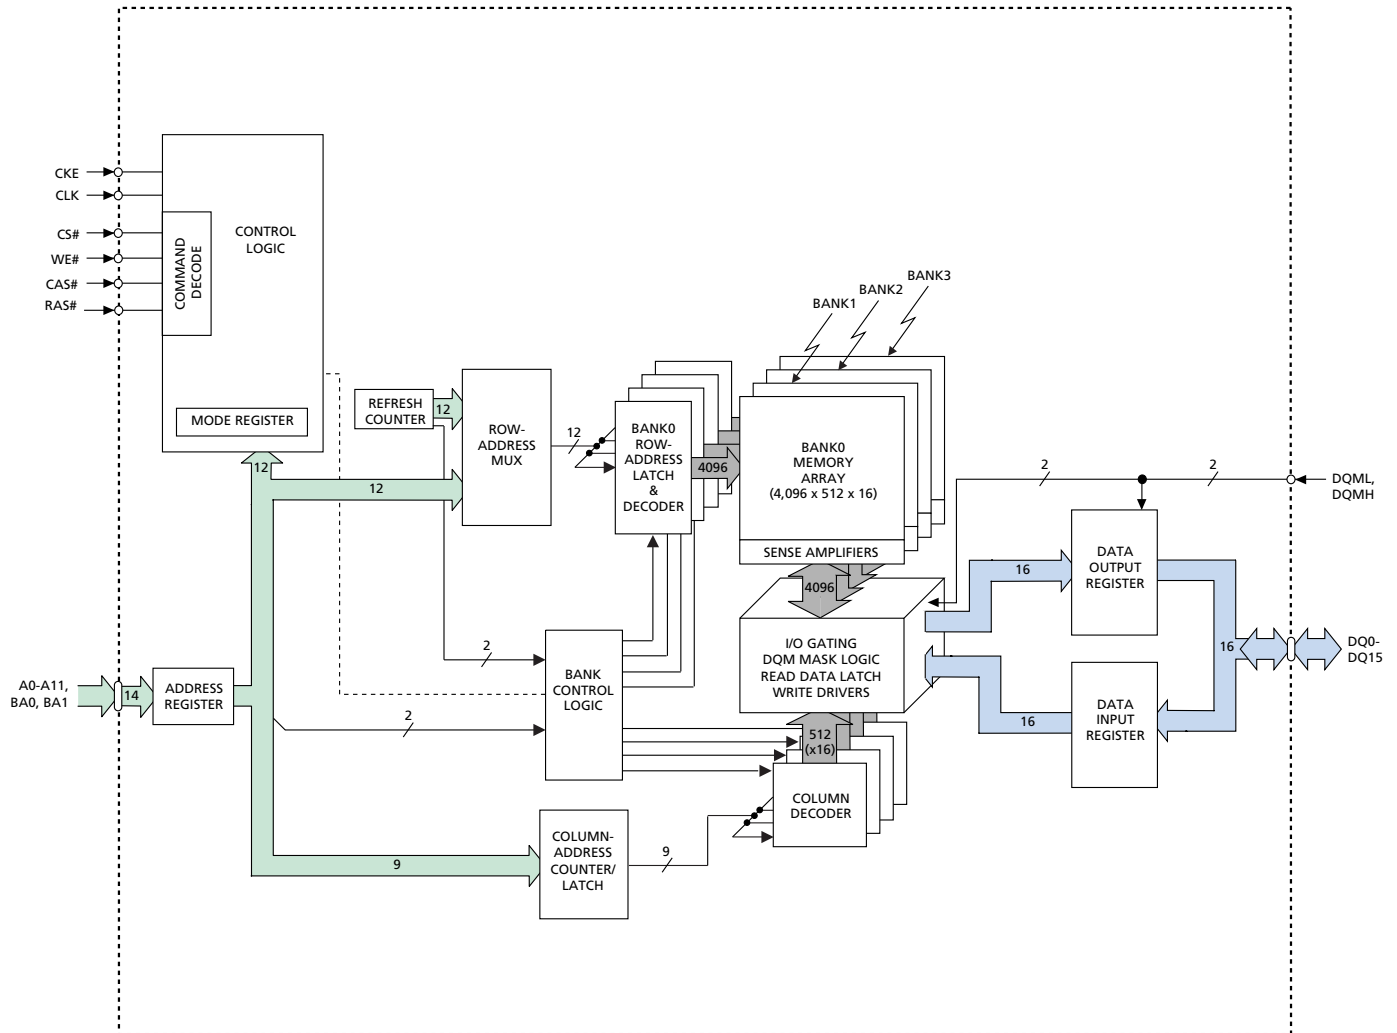 CKE
CLK
CS#
WE#
CAS#
RAS#
COMMAND
DECODE
CONTROL
LOGIC
MODE REGISTER
12
REFRESH
COUNTER
12
12
ROW-
ADDRESS
MUX
12
BANK0
ROW-
ADDRESS
LATCH
&
DECODER
4096
BANK1
BANK2
BANK3
BANK0
MEMORY
ARRAY
(4,096 x 512 x 16)
SENSE AMPLIFIERS
4096
I/O GATING
DQM MASK LOGIC
READ DATA LATCH
WRITE DRIVERS
2
2
DQML,
DQMH
16
DATA
OUTPUT
REGISTER
16
DQ0-
DQ15
16
DATA
INPUT
REGISTER
A0-A11,
BA0, BA1
14
ADDRESS
REGISTER
2
2
BANK
CONTROL
LOGIC
512
(x16)
COLUMN
DECODER
9
COLUMN-
ADDRESS
COUNTER/
LATCH
9